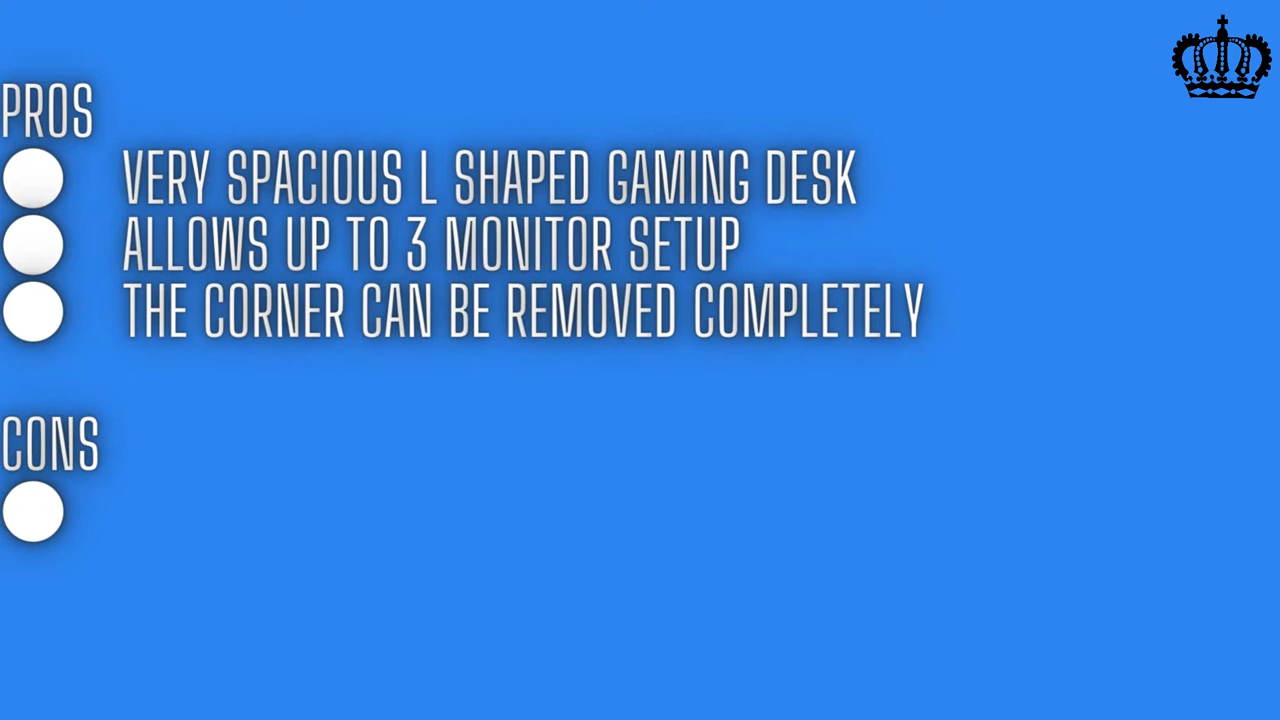 PROS
VERY SPACIOUS L SHAPED GAMING DESK
ALLOWS UP TO 3 MONITOR SETUP
THE CORNER CAN BE REMOVED COMPLETELY
CONS